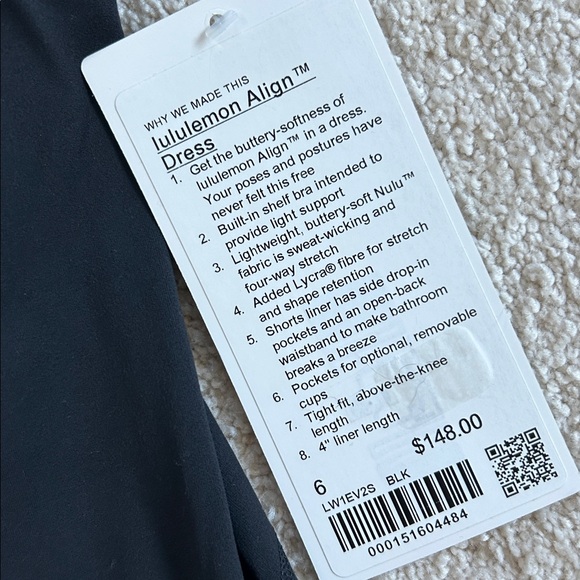 WHY WE MADE THIS
lululemon Align™
Dress
1. Get the buttery-softness of
lululemon Align™ in a dress.
Your poses and postures have
never felt this free
2. Built-in shelf bra intended to
provide light support
3. Lightweight, buttery-soft Nulu™
fabric is sweat-wicking and
four-way stretch
4. Added Lycra® fibre for stretch
and shape retention
5. Shorts liner has side drop-in
pockets and an open-back
waistband to make bathroom
breaks a breeze
6. Pockets for optional, removable
cups
7. Tight fit, above-the-knee
length
8. 4" liner length
$148.00
6
LW1EV2S BLK
000151604484